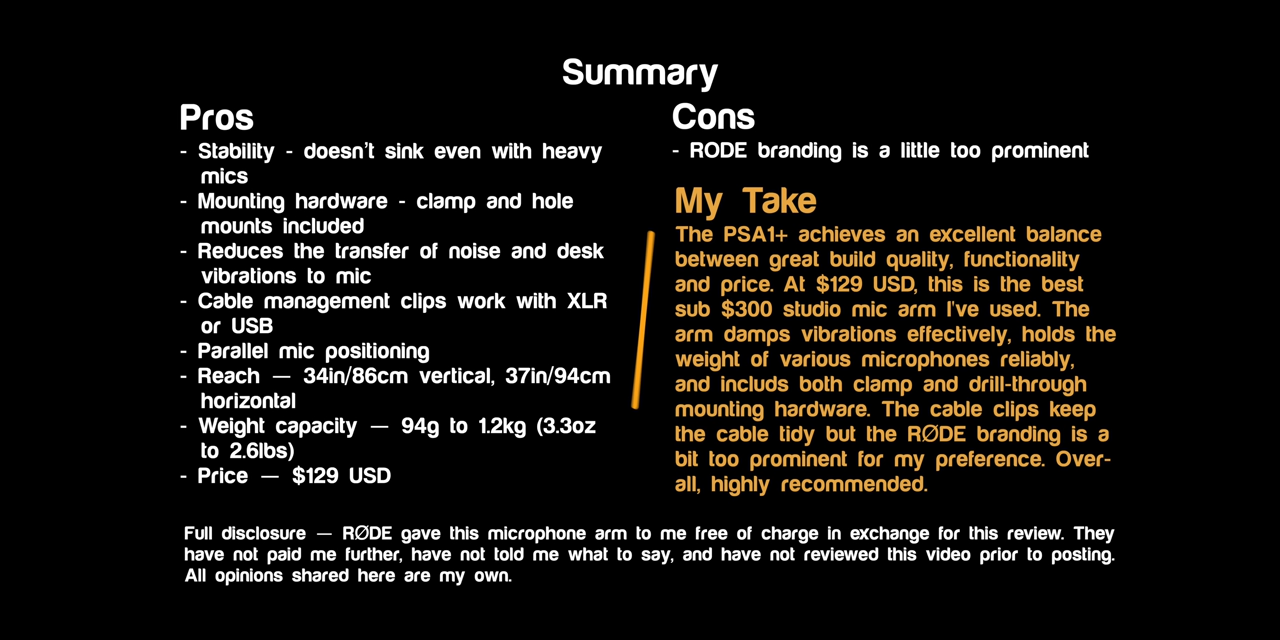 Summary
Pros
- Stability - doesn't sink even with heavy
mics
- Mounting hardware - clamp and hole
mounts included
- Reduces the transfer of noise and desk
vibrations to mic
- Cable management clips work with XLR
or USB
- Parallel mic positioning
- Reach — 34in/86cm vertical, 37in/94cm
horizontal
- Weight capacity — 94g to 1.2kg (3.3oz
to 2.6lbs)
- Price — $129 USD
Cons
- RODE branding is a little too prominent
My Take
The PSA1+ achieves an excellent balance
between great build quality, functionality
and price. At $129 USD, this is the best
sub $300 studio mic arm I've used. The
arm damps vibrations effectively, holds the
weight of various microphones reliably,
and includs both clamp and drill-through
mounting hardware. The cable clips keep
the cable tidy but the RØDE branding is a
bit too prominent for my preference. Over-
all, highly recommended.
Full disclosure — RØDE gave this microphone arm to me free of charge in exchange for this review. They
have not paid me further, have not told me what to say, and have not reviewed this video prior to posting.
All opinions shared here are my own.